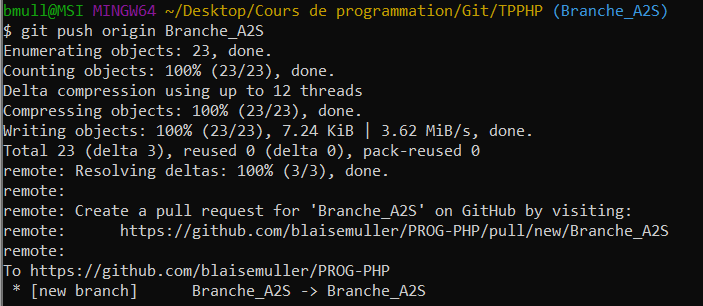 bmull@MSI MINGW64 ~/Desktop/Cours de programmation/Git/TPPHP (Branche_A2S)
$ git push origin Branche_A2S
Enumerating objects: 23, done.
Counting objects: 100% (23/23), done.
Delta compression using up to 12 threads
Compressing objects: 100% (23/23), done.
Writing objects: 100% (23/23), 7.24 KiB | 3.62 MiB/s, done.
Total 23 (delta 3), reused 0 (delta 0), pack-reused 0
remote: Resolving deltas: 100% (3/3), done.
remote:
remote: Create a pull request for 'Branche_A2S' on GitHub by visiting:
remote:      https://github.com/blaisemuller/PROG-PHP/pull/new/Branche_A2S
remote:
To https://github.com/blaisemuller/PROG-PHP
 * [new branch]      Branche_A2S -> Branche_A2S